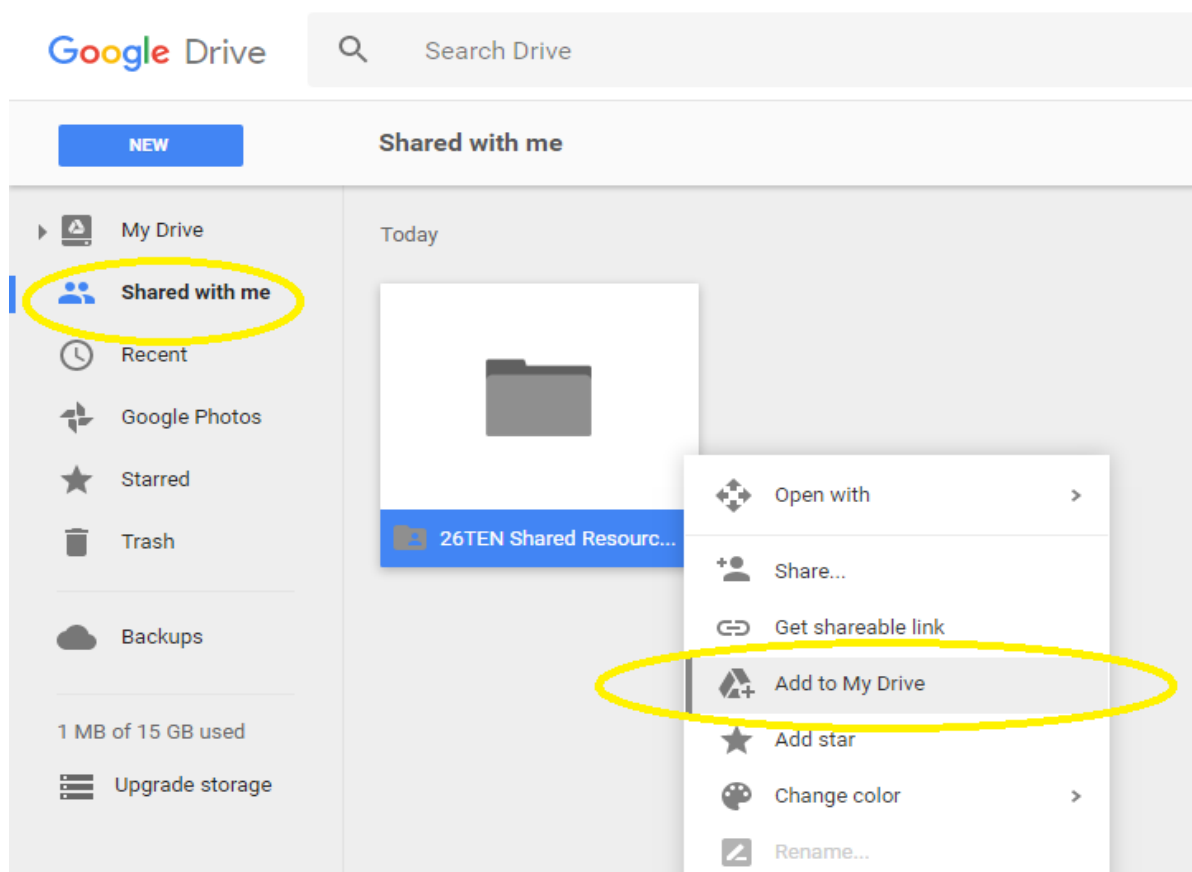 Google Drive
Search Drive
NEW
Shared with me
My Drive
Shared with me
Recent
Google Photos
Starred
Trash
Backups
1 MB of 15 GB used
Upgrade storage
Today
26TEN Shared Resourc...
Open with
Share...
Get shareable link
Add to My Drive
Add star
Change color
Rename...